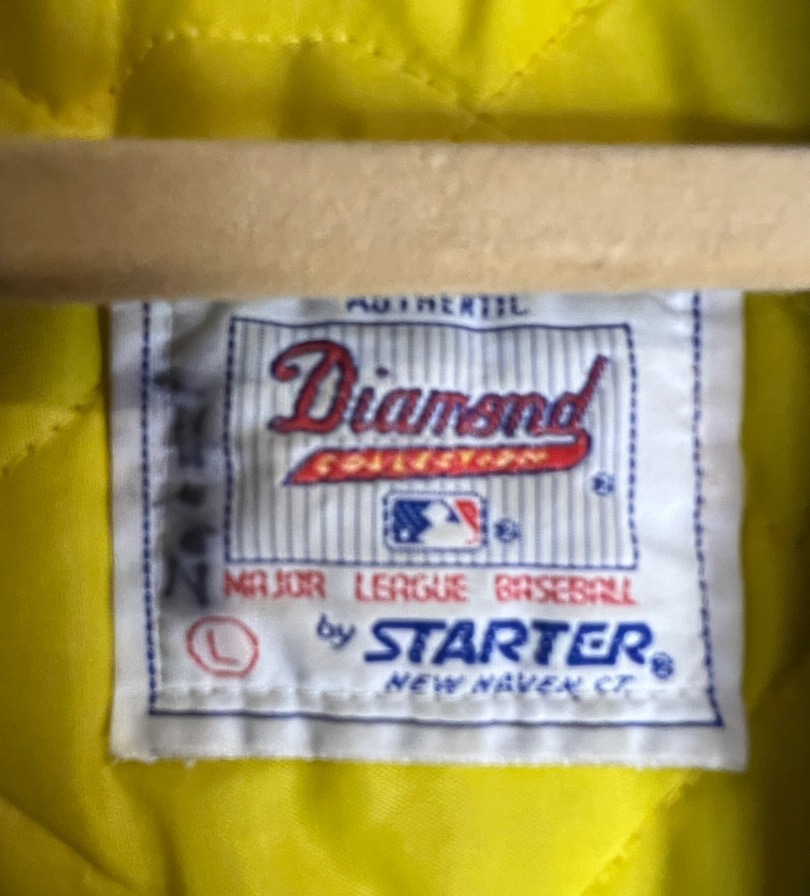 AUTHENTIC
Diamond
COLLECTION
®
®
MAJOR LEAGUE BASEBALL
L
by STARTER®
NEW HAVEN, CT.